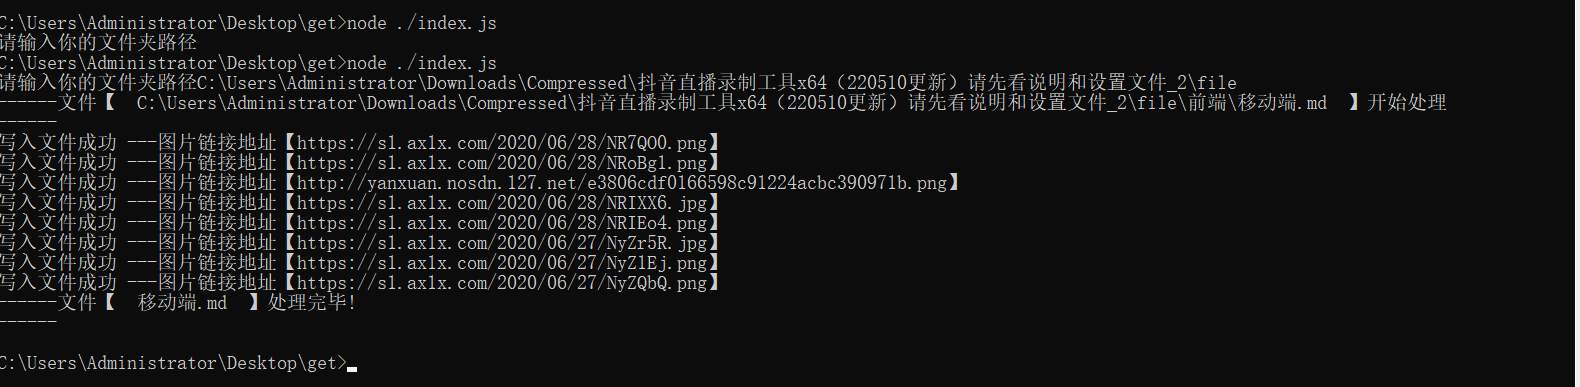 C:\Users\Administrator\Desktop\get>node ./index.js
请输入你的文件夹路径
C:\Users\Administrator\Desktop\get>node ./index.js
请输入你的文件夹路径C:\Users\Administrator\Downloads\Compressed\抖音直播录制工具x64（220510更新）请先看说明和设置文件_2\file
------文件【  C:\Users\Administrator\Downloads\Compressed\抖音直播录制工具x64（220510更新）请先看说明和设置文件_2\file\前端\移动端.md  】开始处理
------
写入文件成功 ---图片链接地址【https://s1.axlx.com/2020/06/28/NR7QO0.png】
写入文件成功 ---图片链接地址【https://s1.axlx.com/2020/06/28/NRoBgl.png】
写入文件成功 ---图片链接地址【http://yanxuan.nosdn.127.net/e3806cdf0166598c91224acbc390971b.png】
写入文件成功 ---图片链接地址【https://s1.axlx.com/2020/06/28/NRIXX6.jpg】
写入文件成功 ---图片链接地址【https://s1.axlx.com/2020/06/28/NRIEo4.png】
写入文件成功 ---图片链接地址【https://s1.axlx.com/2020/06/27/NyZr5R.jpg】
写入文件成功 ---图片链接地址【https://s1.axlx.com/2020/06/27/NyZlEj.png】
写入文件成功 ---图片链接地址【https://s1.axlx.com/2020/06/27/NyZQbQ.png】
------文件【  移动端.md  】处理完毕!
------
C:\Users\Administrator\Desktop\get>